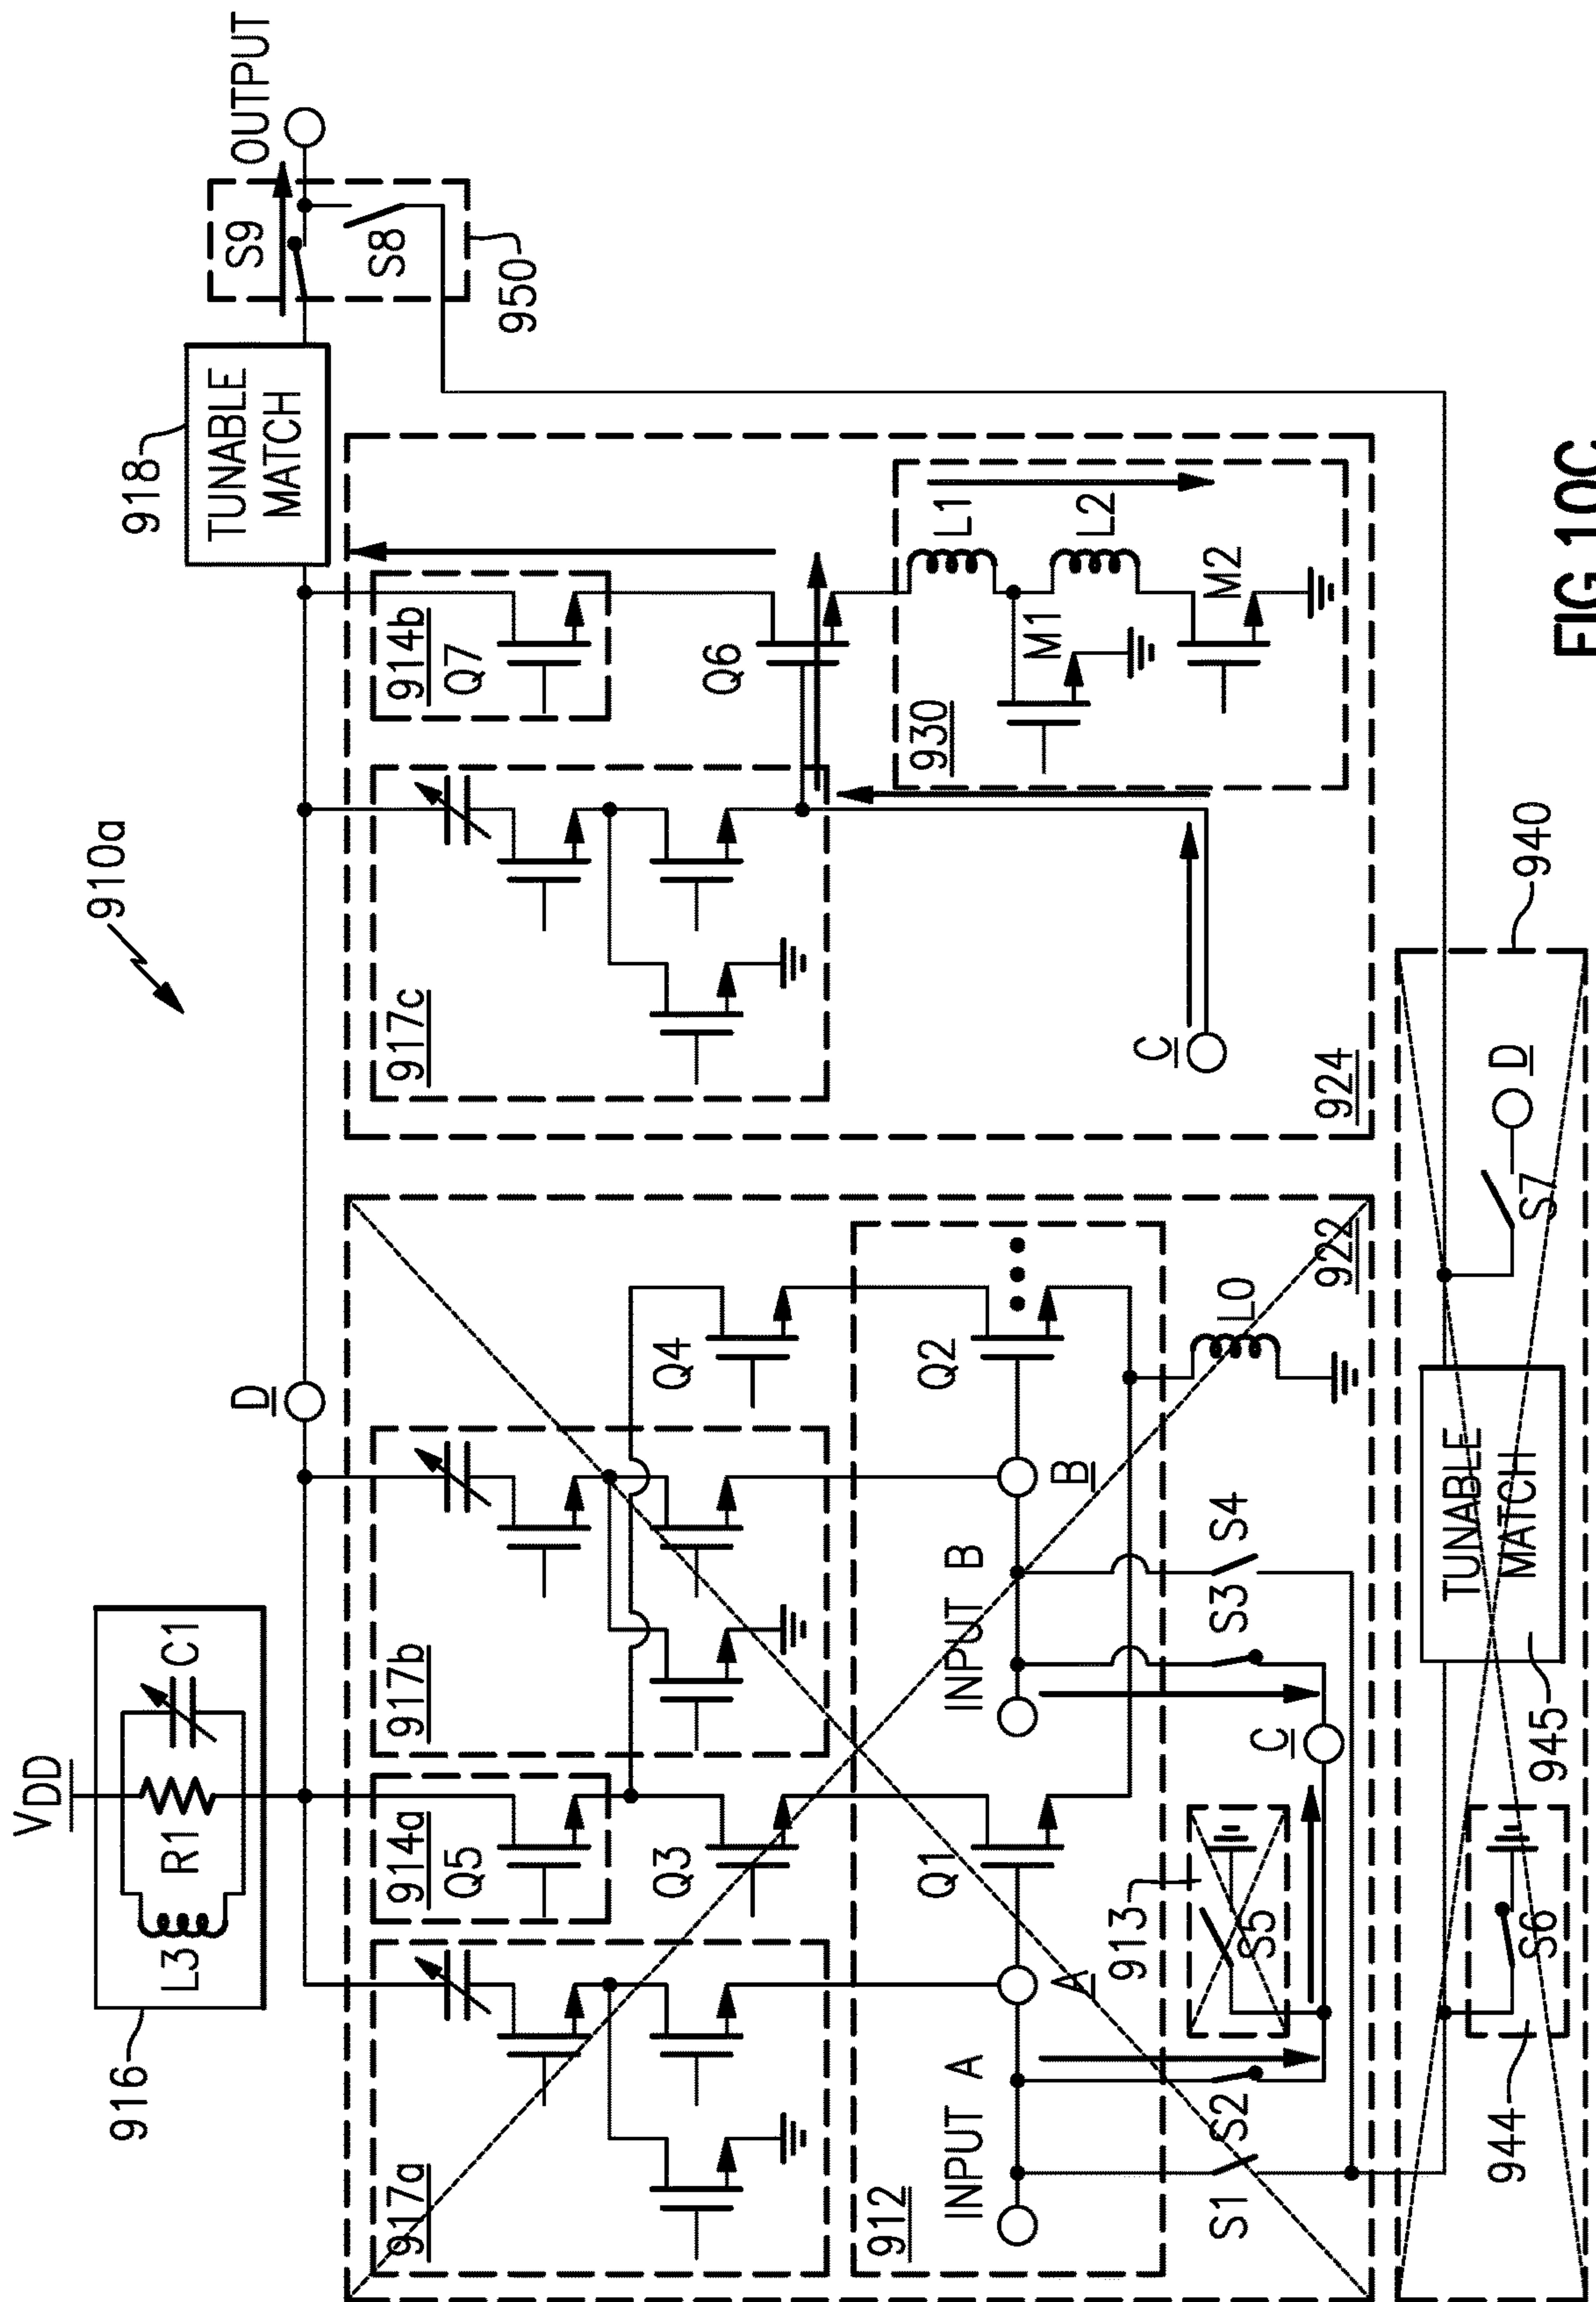 910a
916
VDD
L3
R1
C1
D
918
TUNABLE
MATCH
S9
S8
OUTPUT
950
917a
914a
Q5
917b
Q3
Q4
912
INPUT A
A
Q1
INPUT B
B
Q2
S1
S2
913
S5
C
S3
S4
L0
922
917c
914b
Q7
Q6
930
M1
L1
L2
M2
C
924
944
S6
945
TUNABLE
MATCH
S7
D
940
FIG.10C